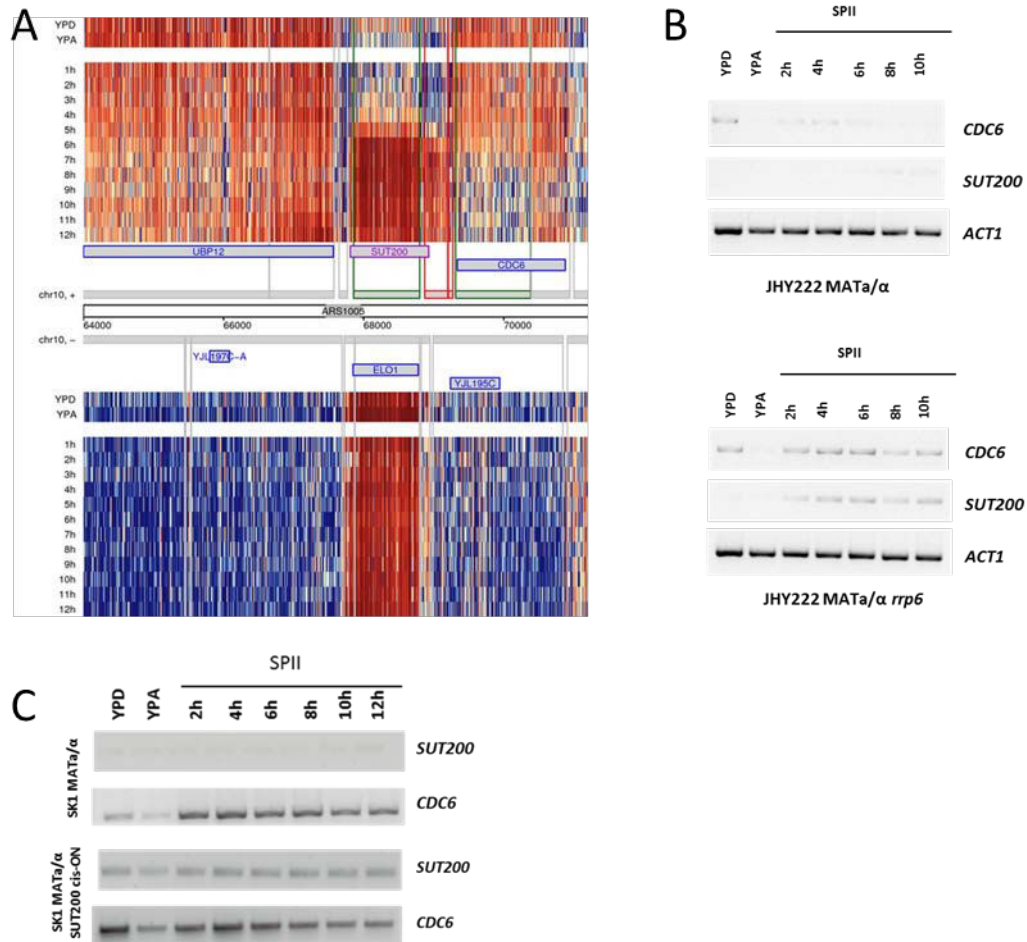 A
YPD
YPA
1h
2h
3h
4h
5h
6h
7h
8h
9h
10h
11h
12h
UBP12
SUT200
CDC6
chr10, +
ARS1005
64000 66000 68000 70000
chr10, −
YJL197C−A
ELO1
YJL195C
YPD
YPA
1h
2h
3h
4h
5h
6h
7h
8h
9h
10h
11h
12h
B
SPII
YPD YPA 2h 4h 6h 8h 10h
CDC6
SUT200
ACT1
JHY222 MATa/α
SPII
YPD YPA 2h 4h 6h 8h 10h
CDC6
SUT200
ACT1
JHY222 MATa/α rrp6
C
SPII
YPD YPA 2h 4h 6h 8h 10h 12h
SK1 MATa/α
SUT200
CDC6
SK1 MATa/α
SUT200 cis-ON
SUT200
CDC6